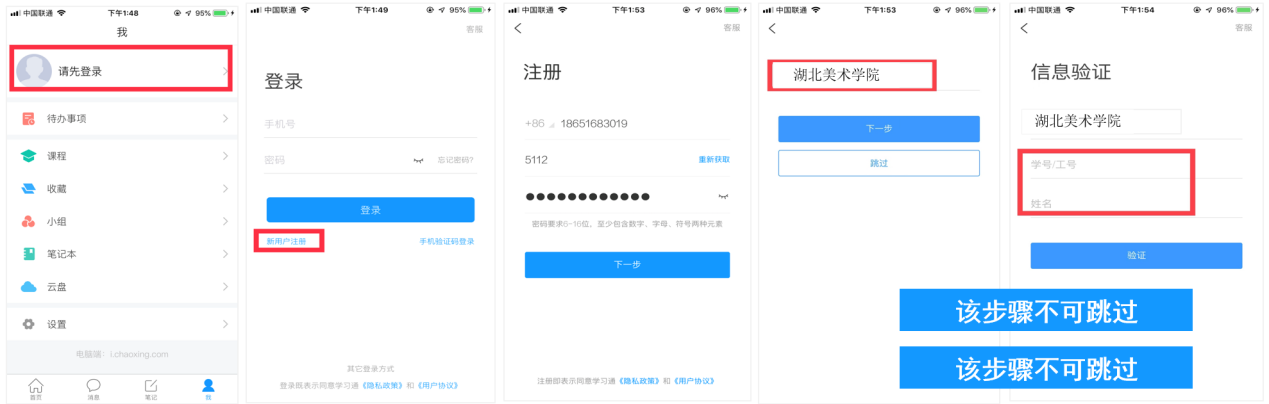 中国联通 下午1:48 95%
我
请先登录
待办事项
课程
收藏
小组
笔记本
云盘
设置
电脑端：i.chaoxing.com
首页 消息 笔记 我
中国联通 下午1:49 95%
客服
登录
手机号
密码 忘记密码?
登录
新用户注册 手机验证码登录
其它登录方式
登录既表示同意学习通《隐私政策》和《用户协议》
中国联通 下午1:53 96%
客服
注册
+86 18651683019
5112 重新获取
●●●●●●●●●●●●
密码要求6-16位，至少包含数字、字母、符号两种元素
下一步
注册即表示同意学习通《隐私政策》和《用户协议》
中国联通 下午1:53 96%
湖北美术学院
下一步
跳过
中国联通 下午1:54 96%
客服
信息验证
湖北美术学院
学号/工号
姓名
验证
该步骤不可跳过
该步骤不可跳过